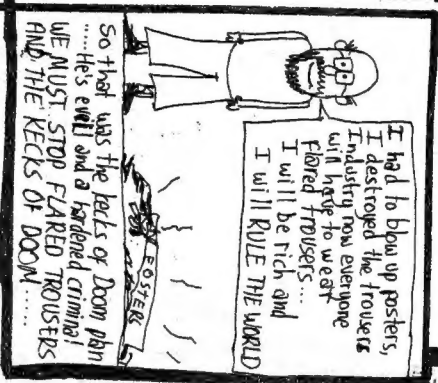 I had to blow up posters,
I destroyed the trousers
Industry now everyone
will have to wear
flared trousers...
I will be rich and
I will RULE THE WORLD
FOSTERS
So that was the Kecks of Doom plan
.....He's evil! and a hardened criminal
WE MUST STOP FLARED TROUSERS
AND THE KECKS OF DOOM.....